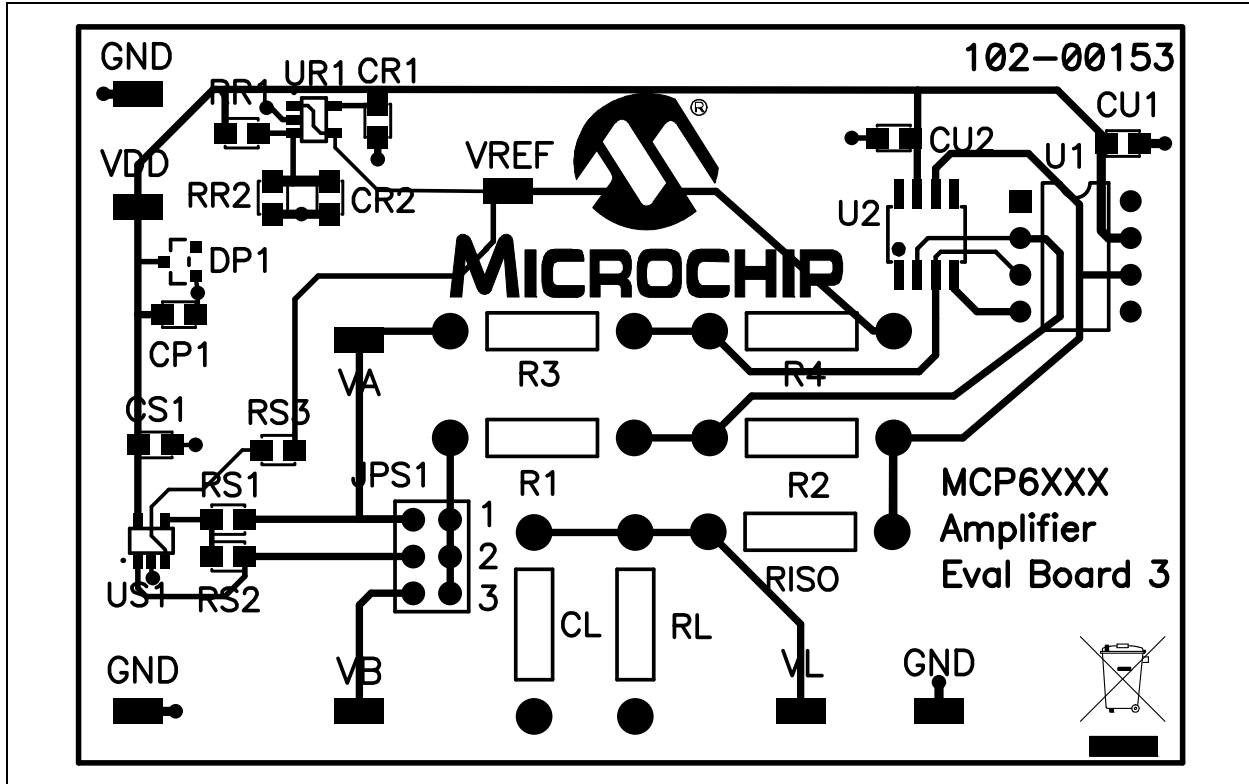 GND
102-00153
RR1
UR1
CR1
CU1
VDD
VREF
®
CU2
U1
RR2
CR2
U2
DP1
MICROCHIP
CP1
VA
R3
R4
CS1
RS3
JPS1
RS1
R1
R2
MCP6XXX
Amplifier
Eval Board 3
1
2
3
US1
RS2
RISO
CL
RL
GND
VB
VL
GND